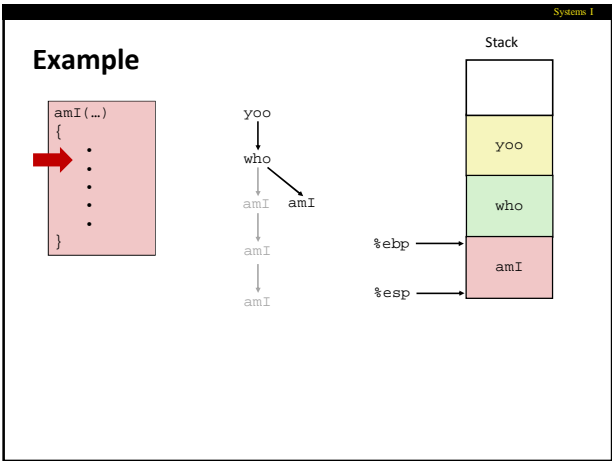 Systems I
Example
Stack
amI(…)
{
•
•
•
•
•
}
yoo
who
amI amI
amI
amI
yoo
who
%ebp
amI
%esp